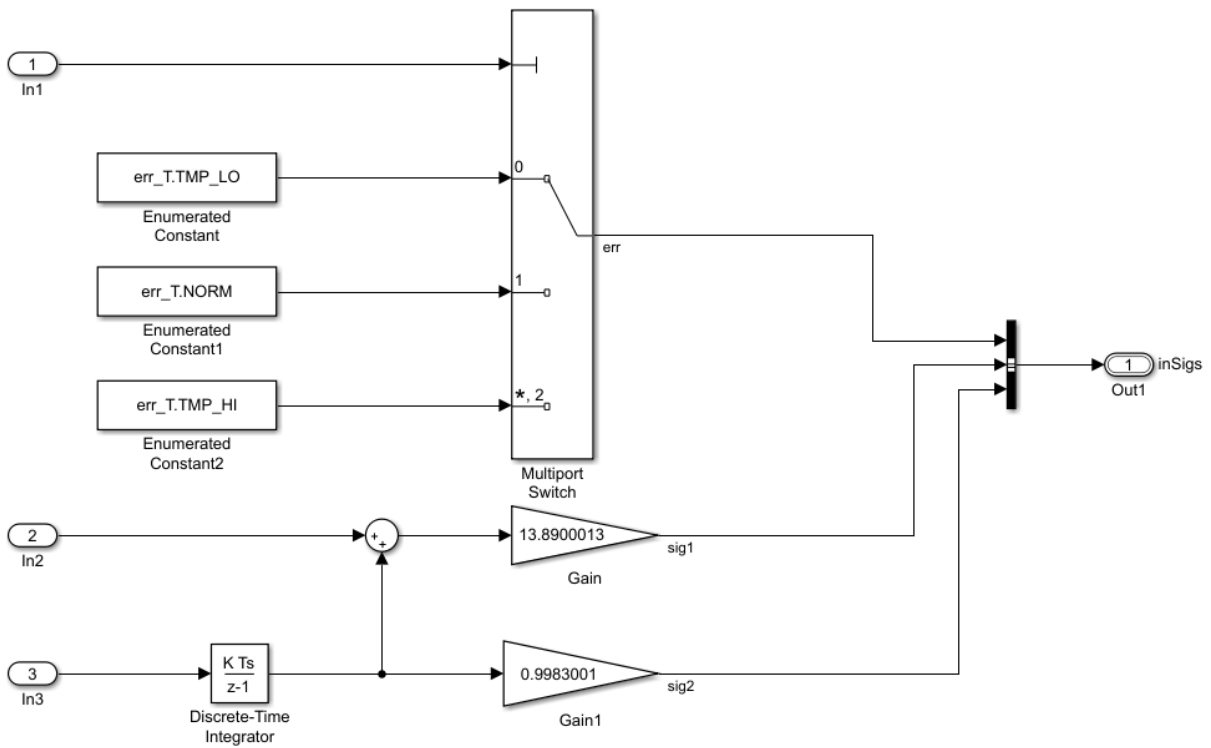 1
In1
err_T.TMP_LO
Enumerated
Constant
0
err
err_T.NORM
Enumerated
Constant1
1
err_T.TMP_HI
Enumerated
Constant2
*, 2
Multiport
Switch
1
inSigs
Out1
2
In2
+
+
13.8900013
sig1
Gain
3
In3
K Ts
z-1
Discrete-Time
Integrator
0.9983001
sig2
Gain1